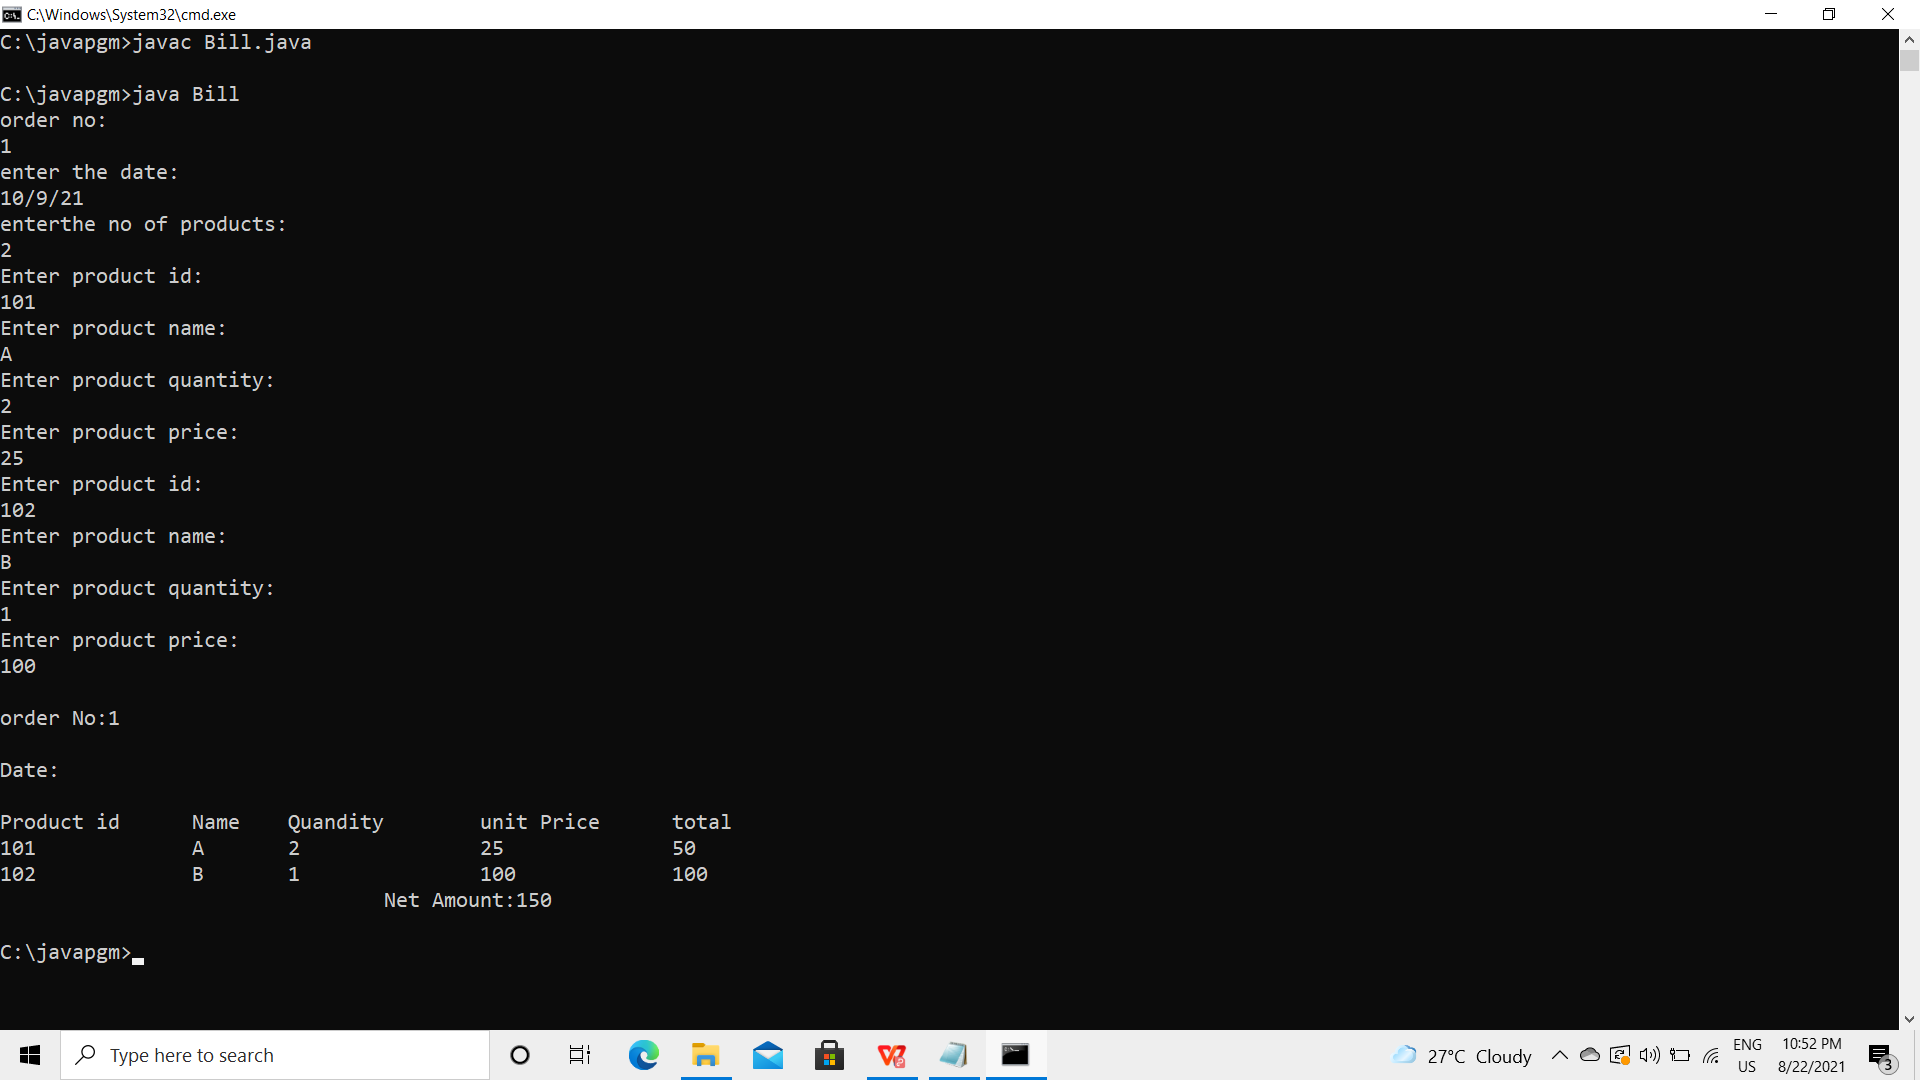 C:\Windows\System32\cmd.exe
C:\javapgm>javac Bill.java
C:\javapgm>java Bill
order no:
1
enter the date:
10/9/21
enterthe no of products:
2
Enter product id:
101
Enter product name:
A
Enter product quantity:
2
Enter product price:
25
Enter product id:
102
Enter product name:
B
Enter product quantity:
1
Enter product price:
100
order No:1
Date:
Product id Name Quandity unit Price total
101 A 2 25 50
102 B 1 100 100
Net Amount:150
C:\javapgm>
Type here to search
27°C Cloudy
ENG
US
10:52 PM
8/22/2021
3